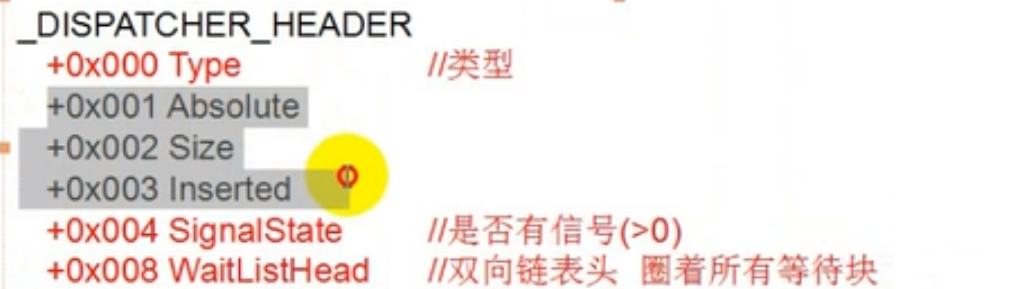 _DISPATCHER_HEADER
+0x000 Type //类型
+0x001 Absolute
+0x002 Size
+0x003 Inserted
+0x004 SignalState //是否有信号(>0)
+0x008 WaitListHead //双向链表头 圈着所有等待块